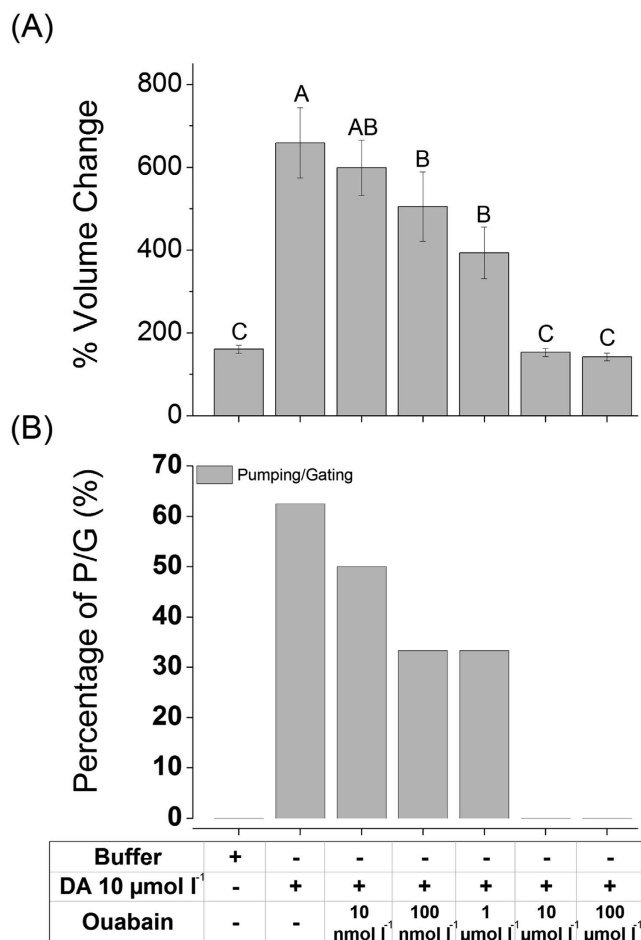 (A)
% Volume Change
800
600
400
200
0
A
AB
B
B
C
C
C
(B)
Percentage of P/G (%)
70
60
50
40
30
20
10
0
Pumping/Gating
Buffer + - - - - - -
DA 10 µmol l⁻¹ - + + + + + +
Ouabain - - 10 nmol l⁻¹ 100 nmol l⁻¹ 1 µmol l⁻¹ 10 µmol l⁻¹ 100 µmol l⁻¹